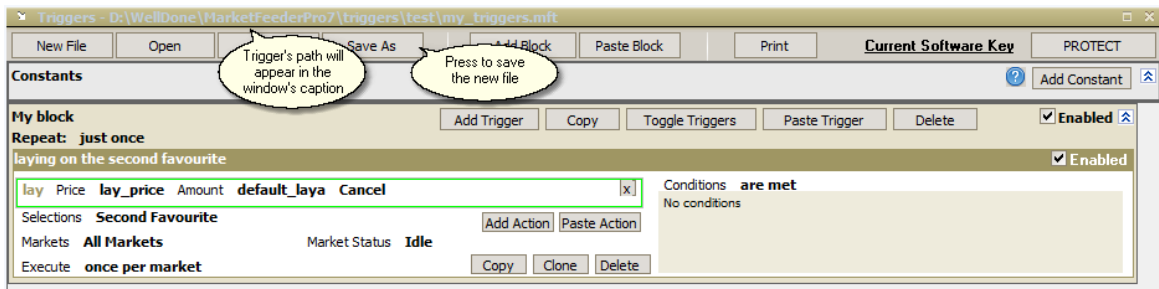 Triggers - D:\WellDone\MarketFeederPro7\triggers\test\my_triggers.mft
New File Open Save As Add Block Paste Block Print Current Software Key PROTECT
Trigger's path will
appear in the
window's caption
Press to save
the new file
Constants Add Constant
My block Add Trigger Copy Toggle Triggers Paste Trigger Delete Enabled
Repeat: just once
laying on the second favourite Enabled
lay Price lay_price Amount default_laya Cancel x Conditions are met
No conditions
Selections Second Favourite Add Action Paste Action
Markets All Markets Market Status Idle
Execute once per market Copy Clone Delete